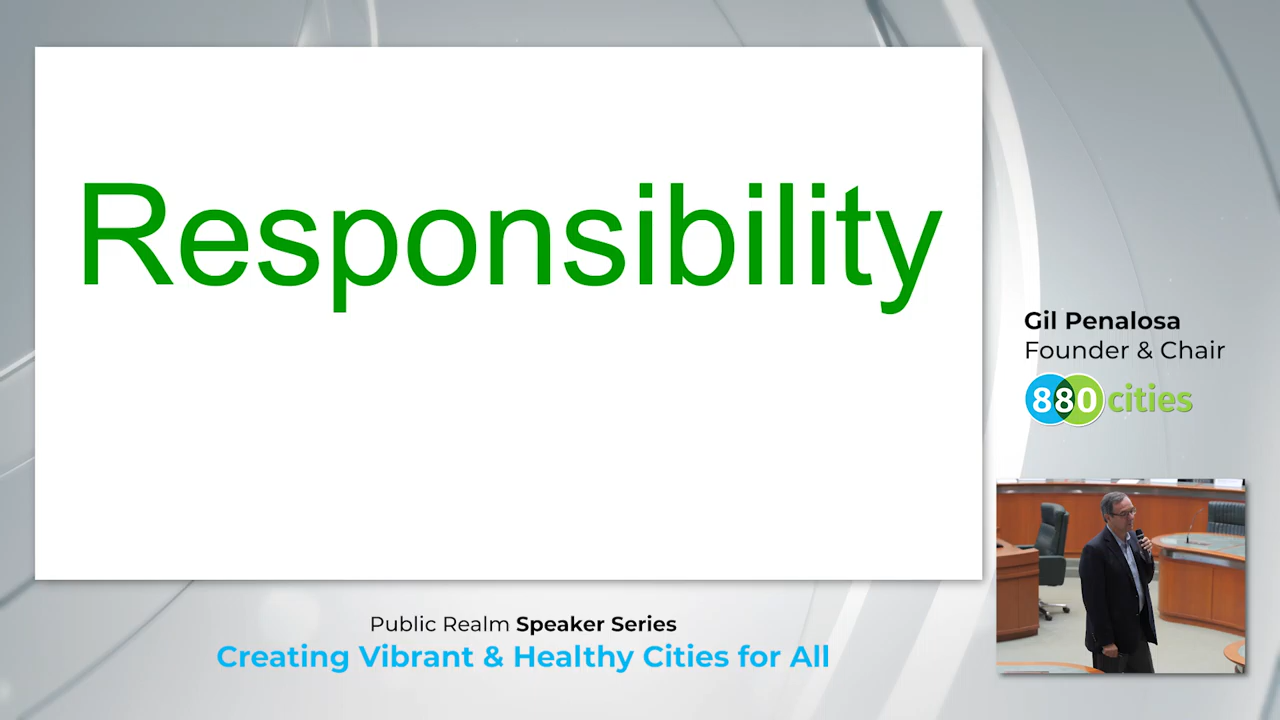 Responsibility
Gil Penalosa
Founder & Chair
880cities
Public Realm Speaker Series
Creating Vibrant & Healthy Cities for All